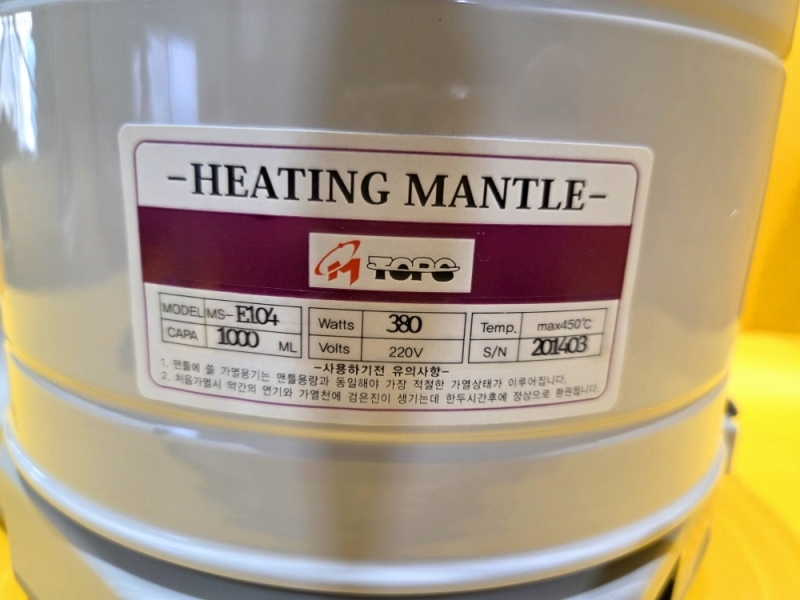 -HEATING MANTLE-
M TOPS
MODEL MS- E104
CAPA 1000 ML
Watts 380
Volts 220V
Temp. max450℃
S/N 201403
-사용하기전 유의사항-
1. 맨틀에 쓸 가열용기는 맨틀용량과 동일해야 가장 적절한 가열상태가 이루어집니다.
2. 처음가열시 약간의 연기와 가열천에 검은진이 생기는데 한두시간후에 정상으로 환원됩니다.